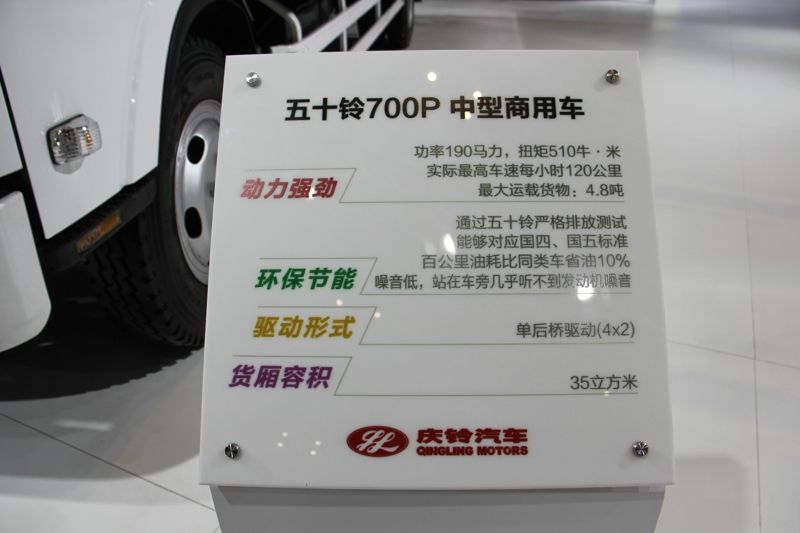 五十铃700P 中型商用车
功率190马力，扭矩510牛·米
实际最高车速每小时120公里
动力强劲
最大运载货物：4.8吨
通过五十铃严格排放测试
能够对应国四、国五标准
百公里油耗比同类车省油10%
环保节能
噪音低，站在车旁几乎听不到发动机噪音
驱动形式
单后桥驱动(4x2)
货厢容积
35立方米
庆铃汽车
QINGLING MOTORS